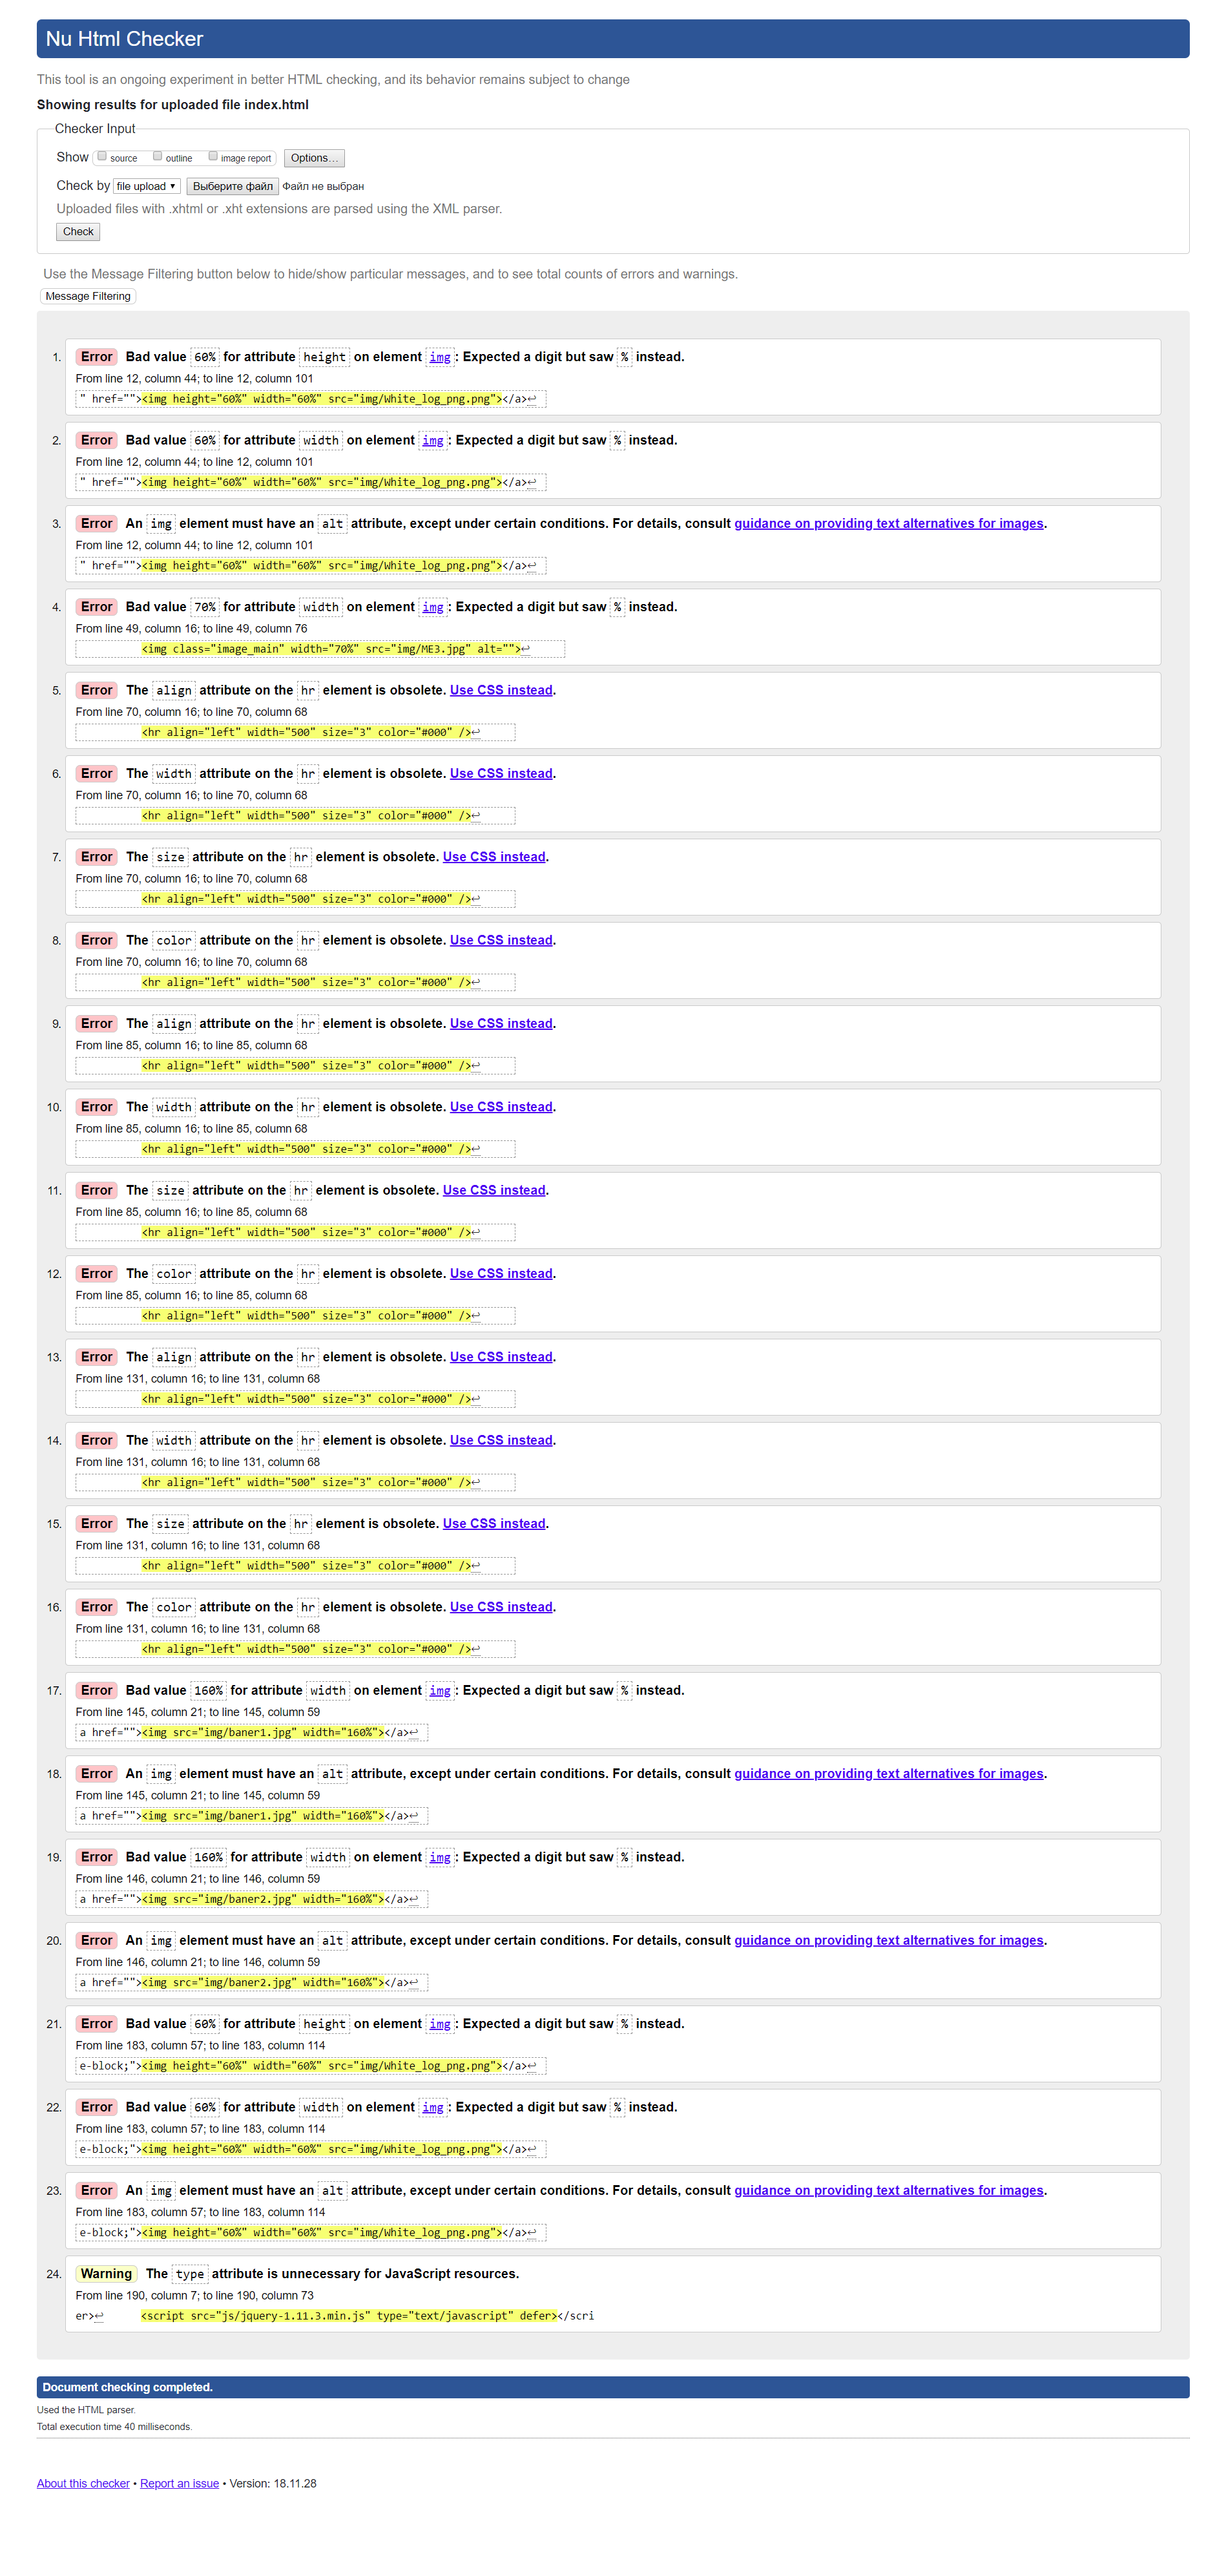 Nu Html Checker
This tool is an ongoing experiment in better HTML checking, and its behavior remains subject to change
Showing results for uploaded file index.html
Checker Input
Show source outline image report Options...
Check by file upload Выберите файл Файл не выбран
Uploaded files with .xhtml or .xht extensions are parsed using the XML parser.
Check
Use the Message Filtering button below to hide/show particular messages, and to see total counts of errors and warnings.
Message Filtering
1. Error Bad value 60% for attribute height on element img: Expected a digit but saw % instead.
From line 12, column 44; to line 12, column 101
" href=""><img height="60%" width="60%" src="img/White_log_png.png"></a>↩
2. Error Bad value 60% for attribute width on element img: Expected a digit but saw % instead.
From line 12, column 44; to line 12, column 101
" href=""><img height="60%" width="60%" src="img/White_log_png.png"></a>↩
3. Error An img element must have an alt attribute, except under certain conditions. For details, consult guidance on providing text alternatives for images.
From line 12, column 44; to line 12, column 101
" href=""><img height="60%" width="60%" src="img/White_log_png.png"></a>↩
4. Error Bad value 70% for attribute width on element img: Expected a digit but saw % instead.
From line 49, column 16; to line 49, column 76
<img class="image_main" width="70%" src="img/ME3.jpg" alt="">↩
5. Error The align attribute on the hr element is obsolete. Use CSS instead.
From line 70, column 16; to line 70, column 68
<hr align="left" width="500" size="3" color="#000" />↩
6. Error The width attribute on the hr element is obsolete. Use CSS instead.
From line 70, column 16; to line 70, column 68
<hr align="left" width="500" size="3" color="#000" />↩
7. Error The size attribute on the hr element is obsolete. Use CSS instead.
From line 70, column 16; to line 70, column 68
<hr align="left" width="500" size="3" color="#000" />↩
8. Error The color attribute on the hr element is obsolete. Use CSS instead.
From line 70, column 16; to line 70, column 68
<hr align="left" width="500" size="3" color="#000" />↩
9. Error The align attribute on the hr element is obsolete. Use CSS instead.
From line 85, column 16; to line 85, column 68
<hr align="left" width="500" size="3" color="#000" />↩
10. Error The width attribute on the hr element is obsolete. Use CSS instead.
From line 85, column 16; to line 85, column 68
<hr align="left" width="500" size="3" color="#000" />↩
11. Error The size attribute on the hr element is obsolete. Use CSS instead.
From line 85, column 16; to line 85, column 68
<hr align="left" width="500" size="3" color="#000" />↩
12. Error The color attribute on the hr element is obsolete. Use CSS instead.
From line 85, column 16; to line 85, column 68
<hr align="left" width="500" size="3" color="#000" />↩
13. Error The align attribute on the hr element is obsolete. Use CSS instead.
From line 131, column 16; to line 131, column 68
<hr align="left" width="500" size="3" color="#000" />↩
14. Error The width attribute on the hr element is obsolete. Use CSS instead.
From line 131, column 16; to line 131, column 68
<hr align="left" width="500" size="3" color="#000" />↩
15. Error The size attribute on the hr element is obsolete. Use CSS instead.
From line 131, column 16; to line 131, column 68
<hr align="left" width="500" size="3" color="#000" />↩
16. Error The color attribute on the hr element is obsolete. Use CSS instead.
From line 131, column 16; to line 131, column 68
<hr align="left" width="500" size="3" color="#000" />↩
17. Error Bad value 160% for attribute width on element img: Expected a digit but saw % instead.
From line 145, column 21; to line 145, column 59
a href=""><img src="img/baner1.jpg" width="160%"></a>↩
18. Error An img element must have an alt attribute, except under certain conditions. For details, consult guidance on providing text alternatives for images.
From line 145, column 21; to line 145, column 59
a href=""><img src="img/baner1.jpg" width="160%"></a>↩
19. Error Bad value 160% for attribute width on element img: Expected a digit but saw % instead.
From line 146, column 21; to line 146, column 59
a href=""><img src="img/baner2.jpg" width="160%"></a>↩
20. Error An img element must have an alt attribute, except under certain conditions. For details, consult guidance on providing text alternatives for images.
From line 146, column 21; to line 146, column 59
a href=""><img src="img/baner2.jpg" width="160%"></a>↩
21. Error Bad value 60% for attribute height on element img: Expected a digit but saw % instead.
From line 183, column 57; to line 183, column 114
e-block;"><img height="60%" width="60%" src="img/White_log_png.png"></a>↩
22. Error Bad value 60% for attribute width on element img: Expected a digit but saw % instead.
From line 183, column 57; to line 183, column 114
e-block;"><img height="60%" width="60%" src="img/White_log_png.png"></a>↩
23. Error An img element must have an alt attribute, except under certain conditions. For details, consult guidance on providing text alternatives for images.
From line 183, column 57; to line 183, column 114
e-block;"><img height="60%" width="60%" src="img/White_log_png.png"></a>↩
24. Warning The type attribute is unnecessary for JavaScript resources.
From line 190, column 7; to line 190, column 73
er>↩ <script src="js/jquery-1.11.3.min.js" type="text/javascript" defer></scri
Document checking completed.
Used the HTML parser.
Total execution time 40 milliseconds.
About this checker • Report an issue • Version: 18.11.28